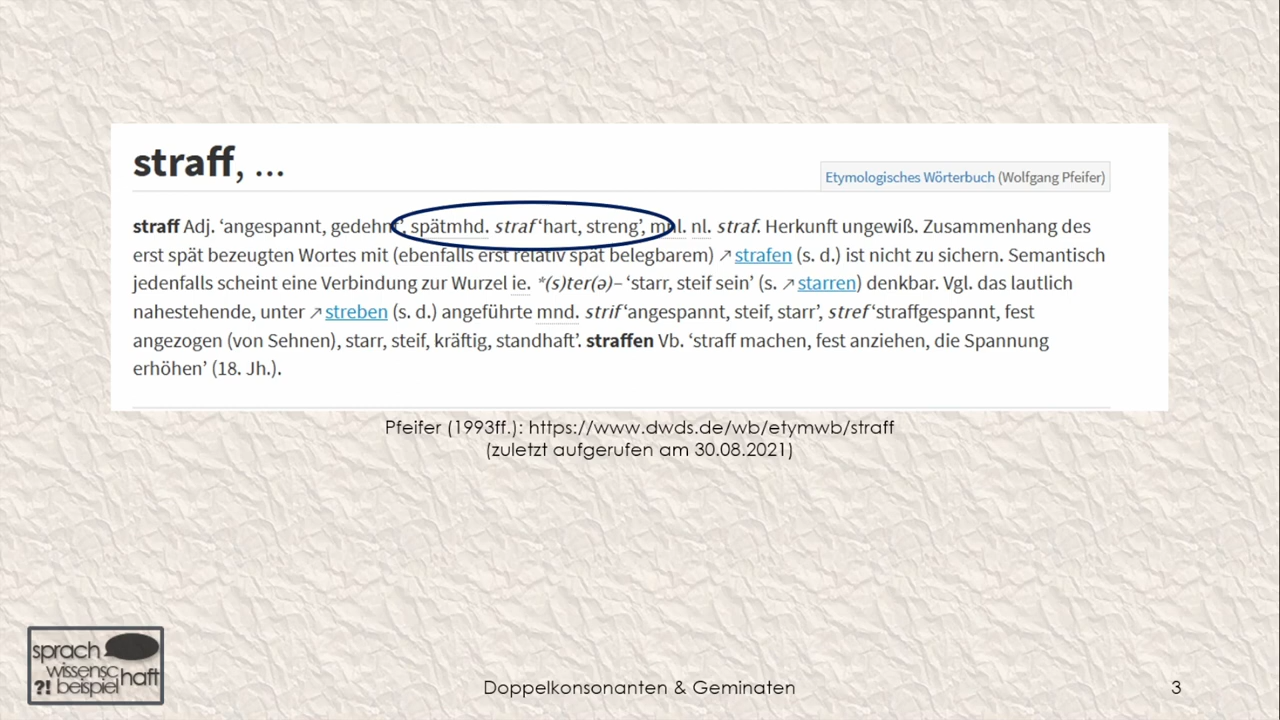 straff, ...
Etymologisches Wörterbuch (Wolfgang Pfeifer)
straff Adj. ‘angespannt, gedehnt’, spätmhd. straf ‘hart, streng’, mnl. nl. straf. Herkunft ungewiß. Zusammenhang des
erst spät bezeugten Wortes mit (ebenfalls erst relativ spät belegbarem) ↗ strafen (s. d.) ist nicht zu sichern. Semantisch
jedenfalls scheint eine Verbindung zur Wurzel ie. *(s)ter(ə)– ‘starr, steif sein’ (s. ↗ starren) denkbar. Vgl. das lautlich
nahestehende, unter ↗ streben (s. d.) angeführte mnd. strif ‘angespannt, steif, starr’, stref ‘straffgespannt, fest
angezogen (von Sehnen), starr, steif, kräftig, standhaft’. straffen Vb. ‘straff machen, fest anziehen, die Spannung
erhöhen’ (18. Jh.).
Pfeifer (1993ff.): https://www.dwds.de/wb/etymwb/straff
(zuletzt aufgerufen am 30.08.2021)
sprach
wissensc
haft
?! beispiel
Doppelkonsonanten & Geminaten
3